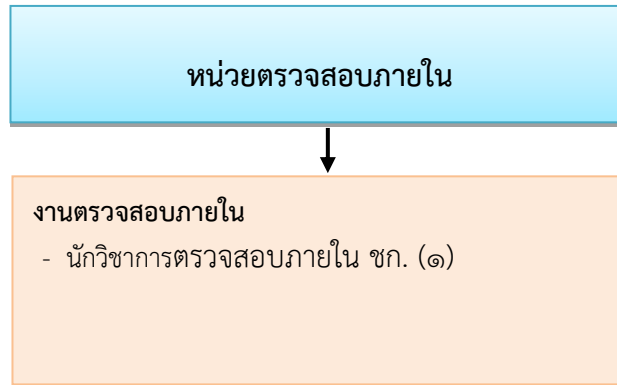 หน่วยตรวจสอบภายใน
งานตรวจสอบภายใน
- นักวิชาการตรวจสอบภายใน ชก. (๑)